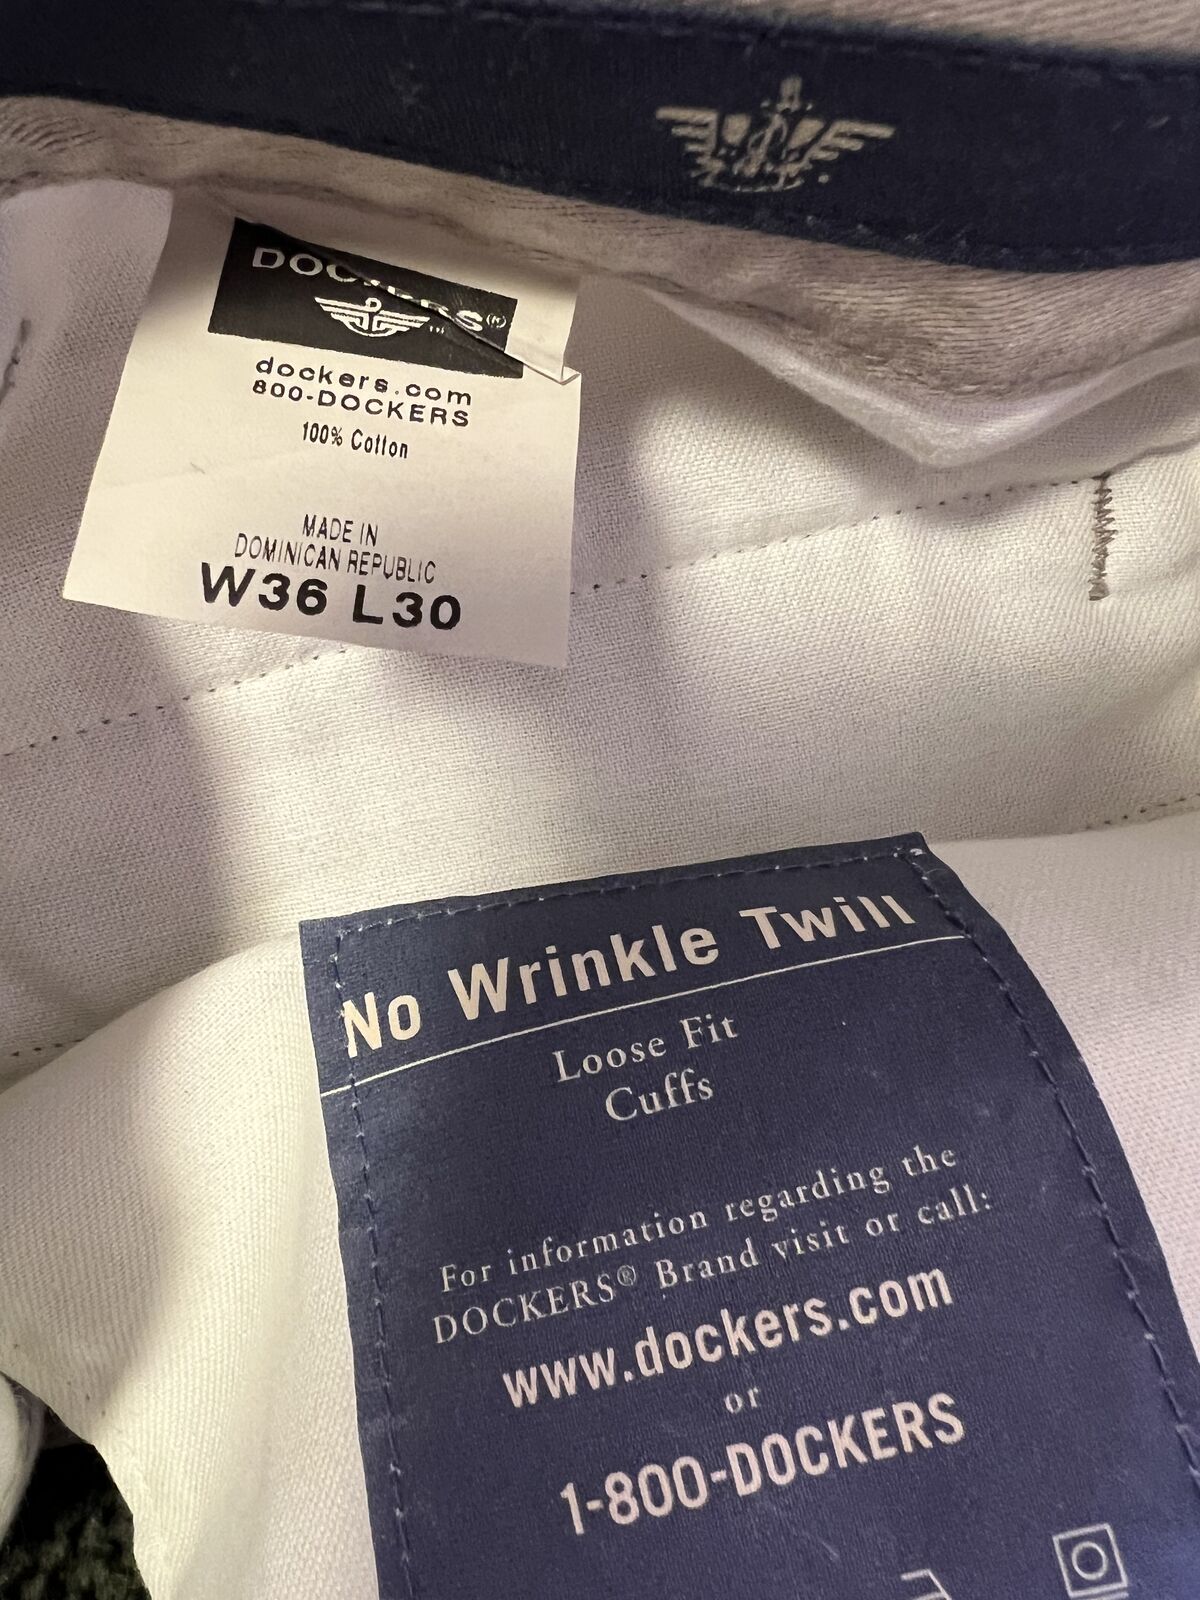 DOCKERS®
dockers.com
800-DOCKERS
100% Cotton
MADE IN
DOMINICAN REPUBLIC
W36 L30
No Wrinkle Twill
Loose Fit
Cuffs
For information regarding the
DOCKERS® Brand visit or call:
www.dockers.com
or
1-800-DOCKERS